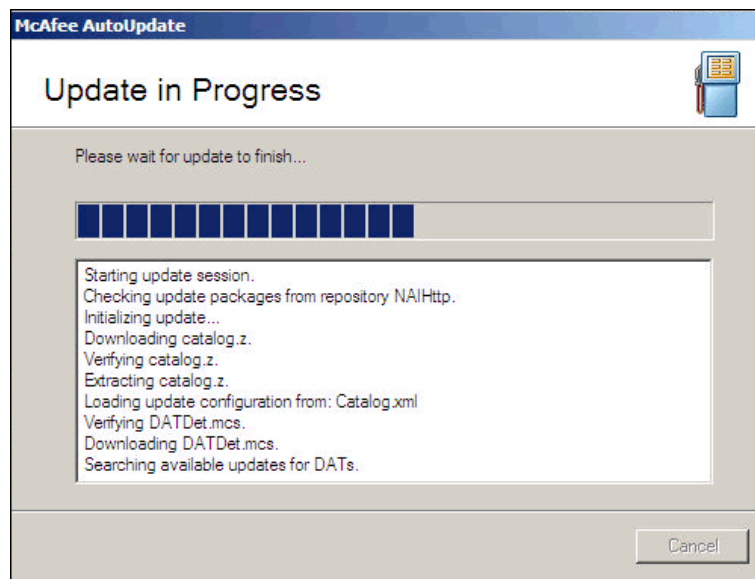 McAfee AutoUpdate
Update in Progress
Please wait for update to finish...
Starting update session.
Checking update packages from repository NAIHttp.
Initializing update...
Downloading catalog.z.
Verifying catalog.z.
Extracting catalog.z.
Loading update configuration from: Catalog.xml
Verifying DATDet.mcs.
Downloading DATDet.mcs.
Searching available updates for DATs.
Cancel